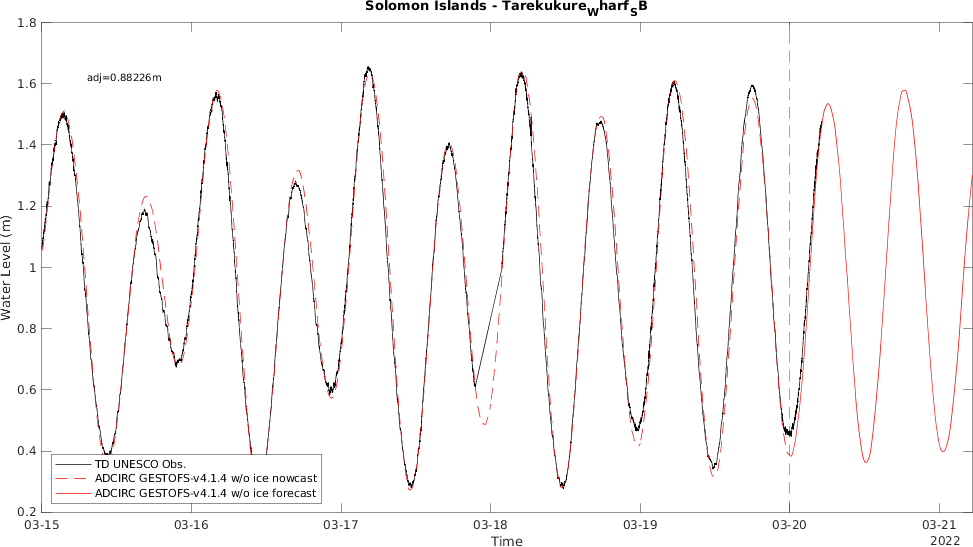 Solomon Islands - Tarekukure_Wharf_SB
1.8
adj=0.88226m
1.6
1.4
1.2
1
0.8
0.6
0.4
0.2
Water Level (m)
TD UNESCO Obs.
ADCIRC GESTOFS-v4.1.4 w/o ice nowcast
ADCIRC GESTOFS-v4.1.4 w/o ice forecast
03-15 03-16 03-17 03-18 03-19 03-20 03-21
Time
2022